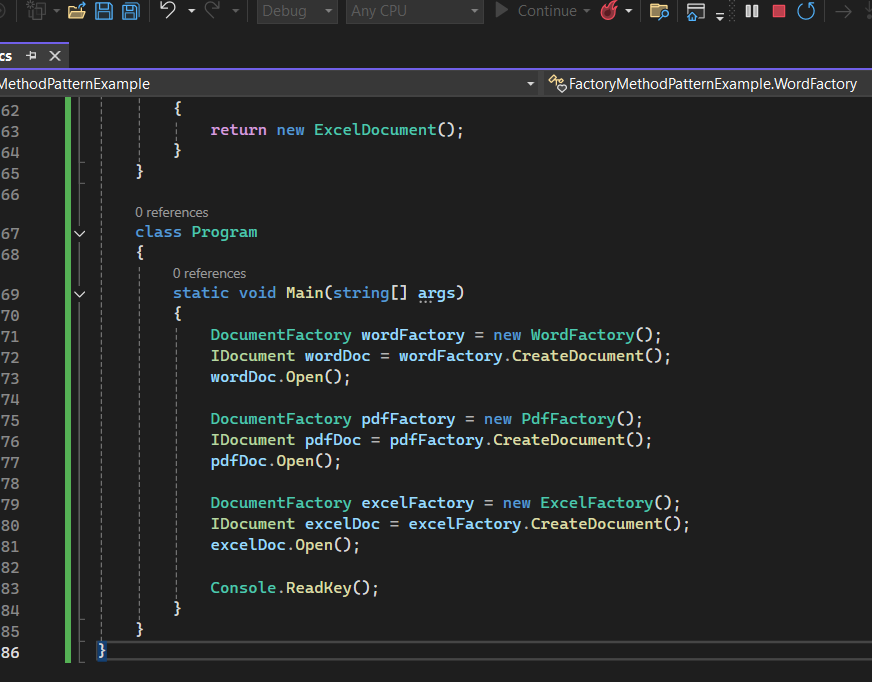 Debug Any CPU Continue
cs
MethodPatternExample FactoryMethodPatternExample.WordFactory
62 {
63 return new ExcelDocument();
64 }
65 }
66
0 references
67 class Program
68 {
0 references
69 static void Main(string[] args)
70 {
71 DocumentFactory wordFactory = new WordFactory();
72 IDocument wordDoc = wordFactory.CreateDocument();
73 wordDoc.Open();
74
75 DocumentFactory pdfFactory = new PdfFactory();
76 IDocument pdfDoc = pdfFactory.CreateDocument();
77 pdfDoc.Open();
78
79 DocumentFactory excelFactory = new ExcelFactory();
80 IDocument excelDoc = excelFactory.CreateDocument();
81 excelDoc.Open();
82
83 Console.ReadKey();
84 }
85 }
86 }